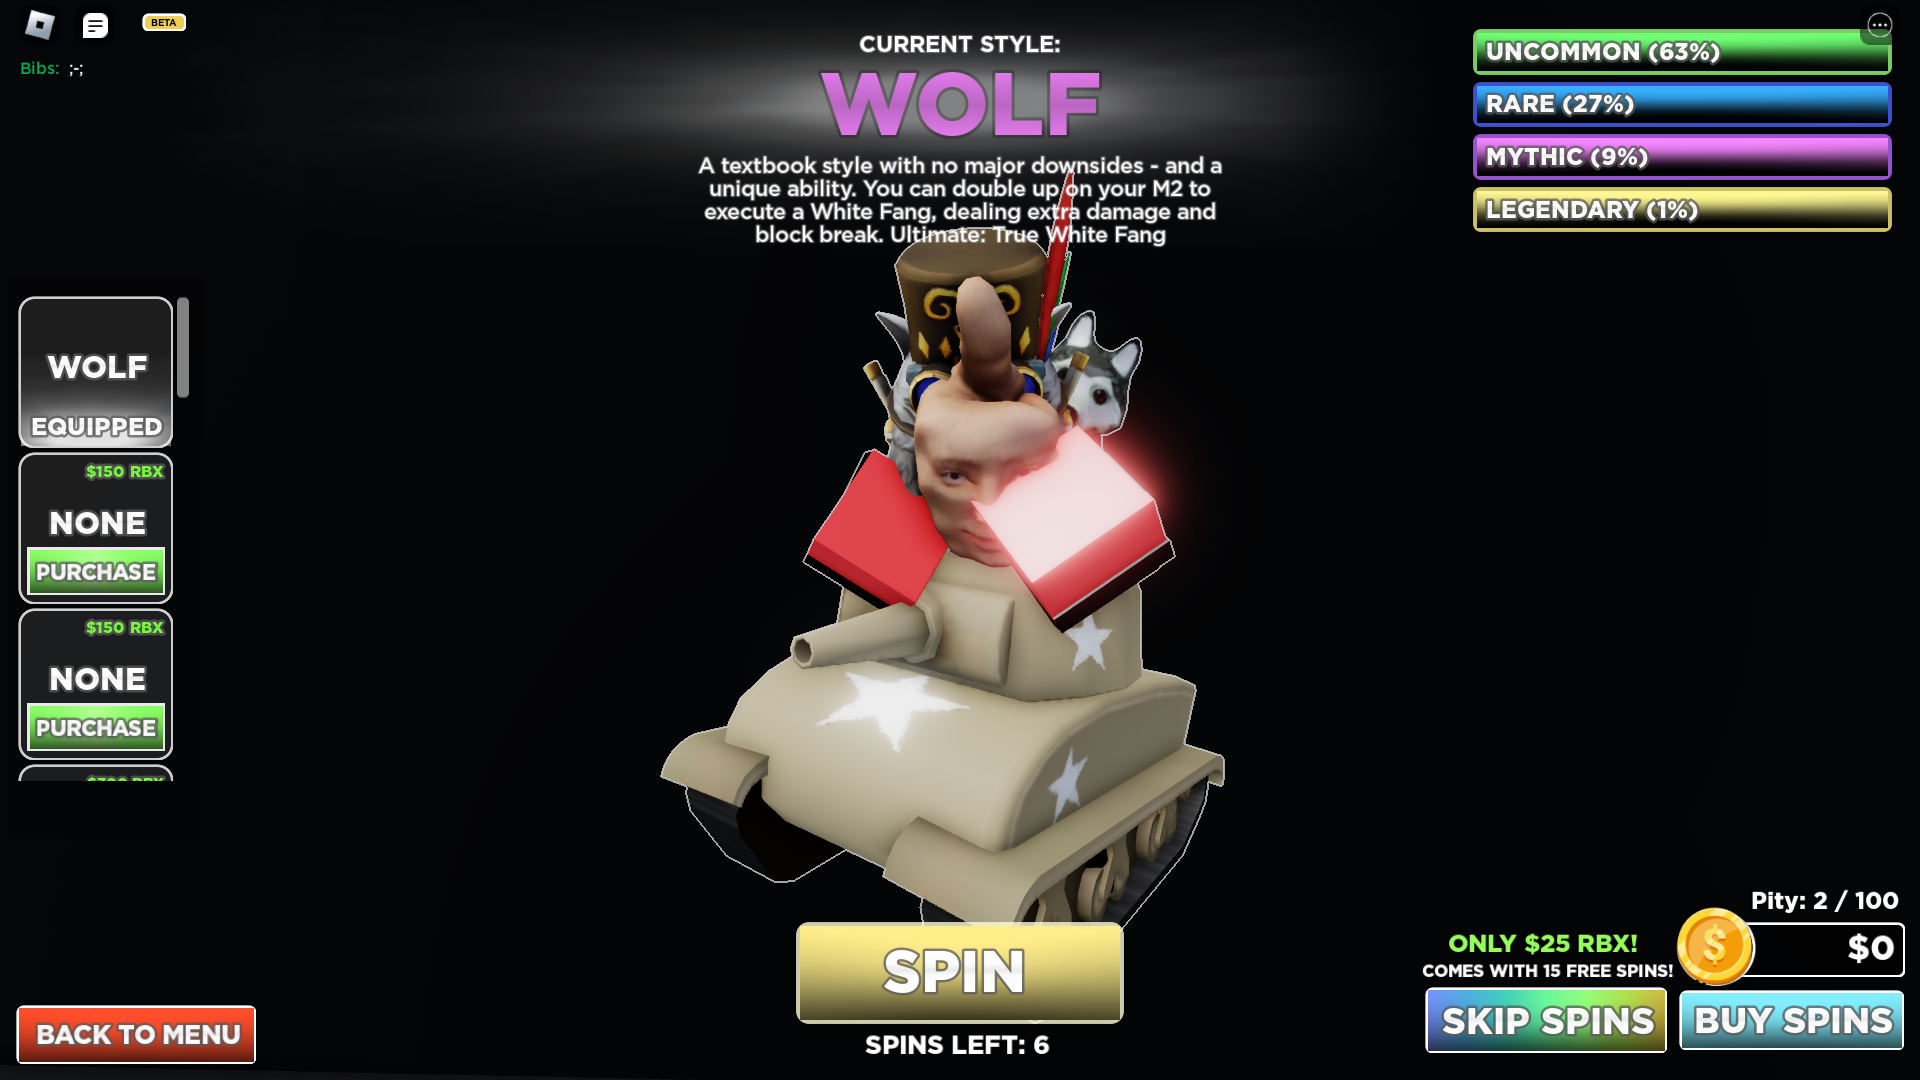 BETA
Bibs: ;-;
CURRENT STYLE:
WOLF
A textbook style with no major downsides - and a
unique ability. You can double up on your M2 to
execute a White Fang, dealing extra damage and
block break. Ultimate: True White Fang
UNCOMMON (63%)
RARE (27%)
MYTHIC (9%)
LEGENDARY (1%)
WOLF
EQUIPPED
$150 RBX
NONE
PURCHASE
$150 RBX
NONE
PURCHASE
BACK TO MENU
SPIN
SPINS LEFT: 6
Pity: 2 / 100
ONLY $25 RBX!
COMES WITH 15 FREE SPINS!
$
$0
SKIP SPINS
BUY SPINS